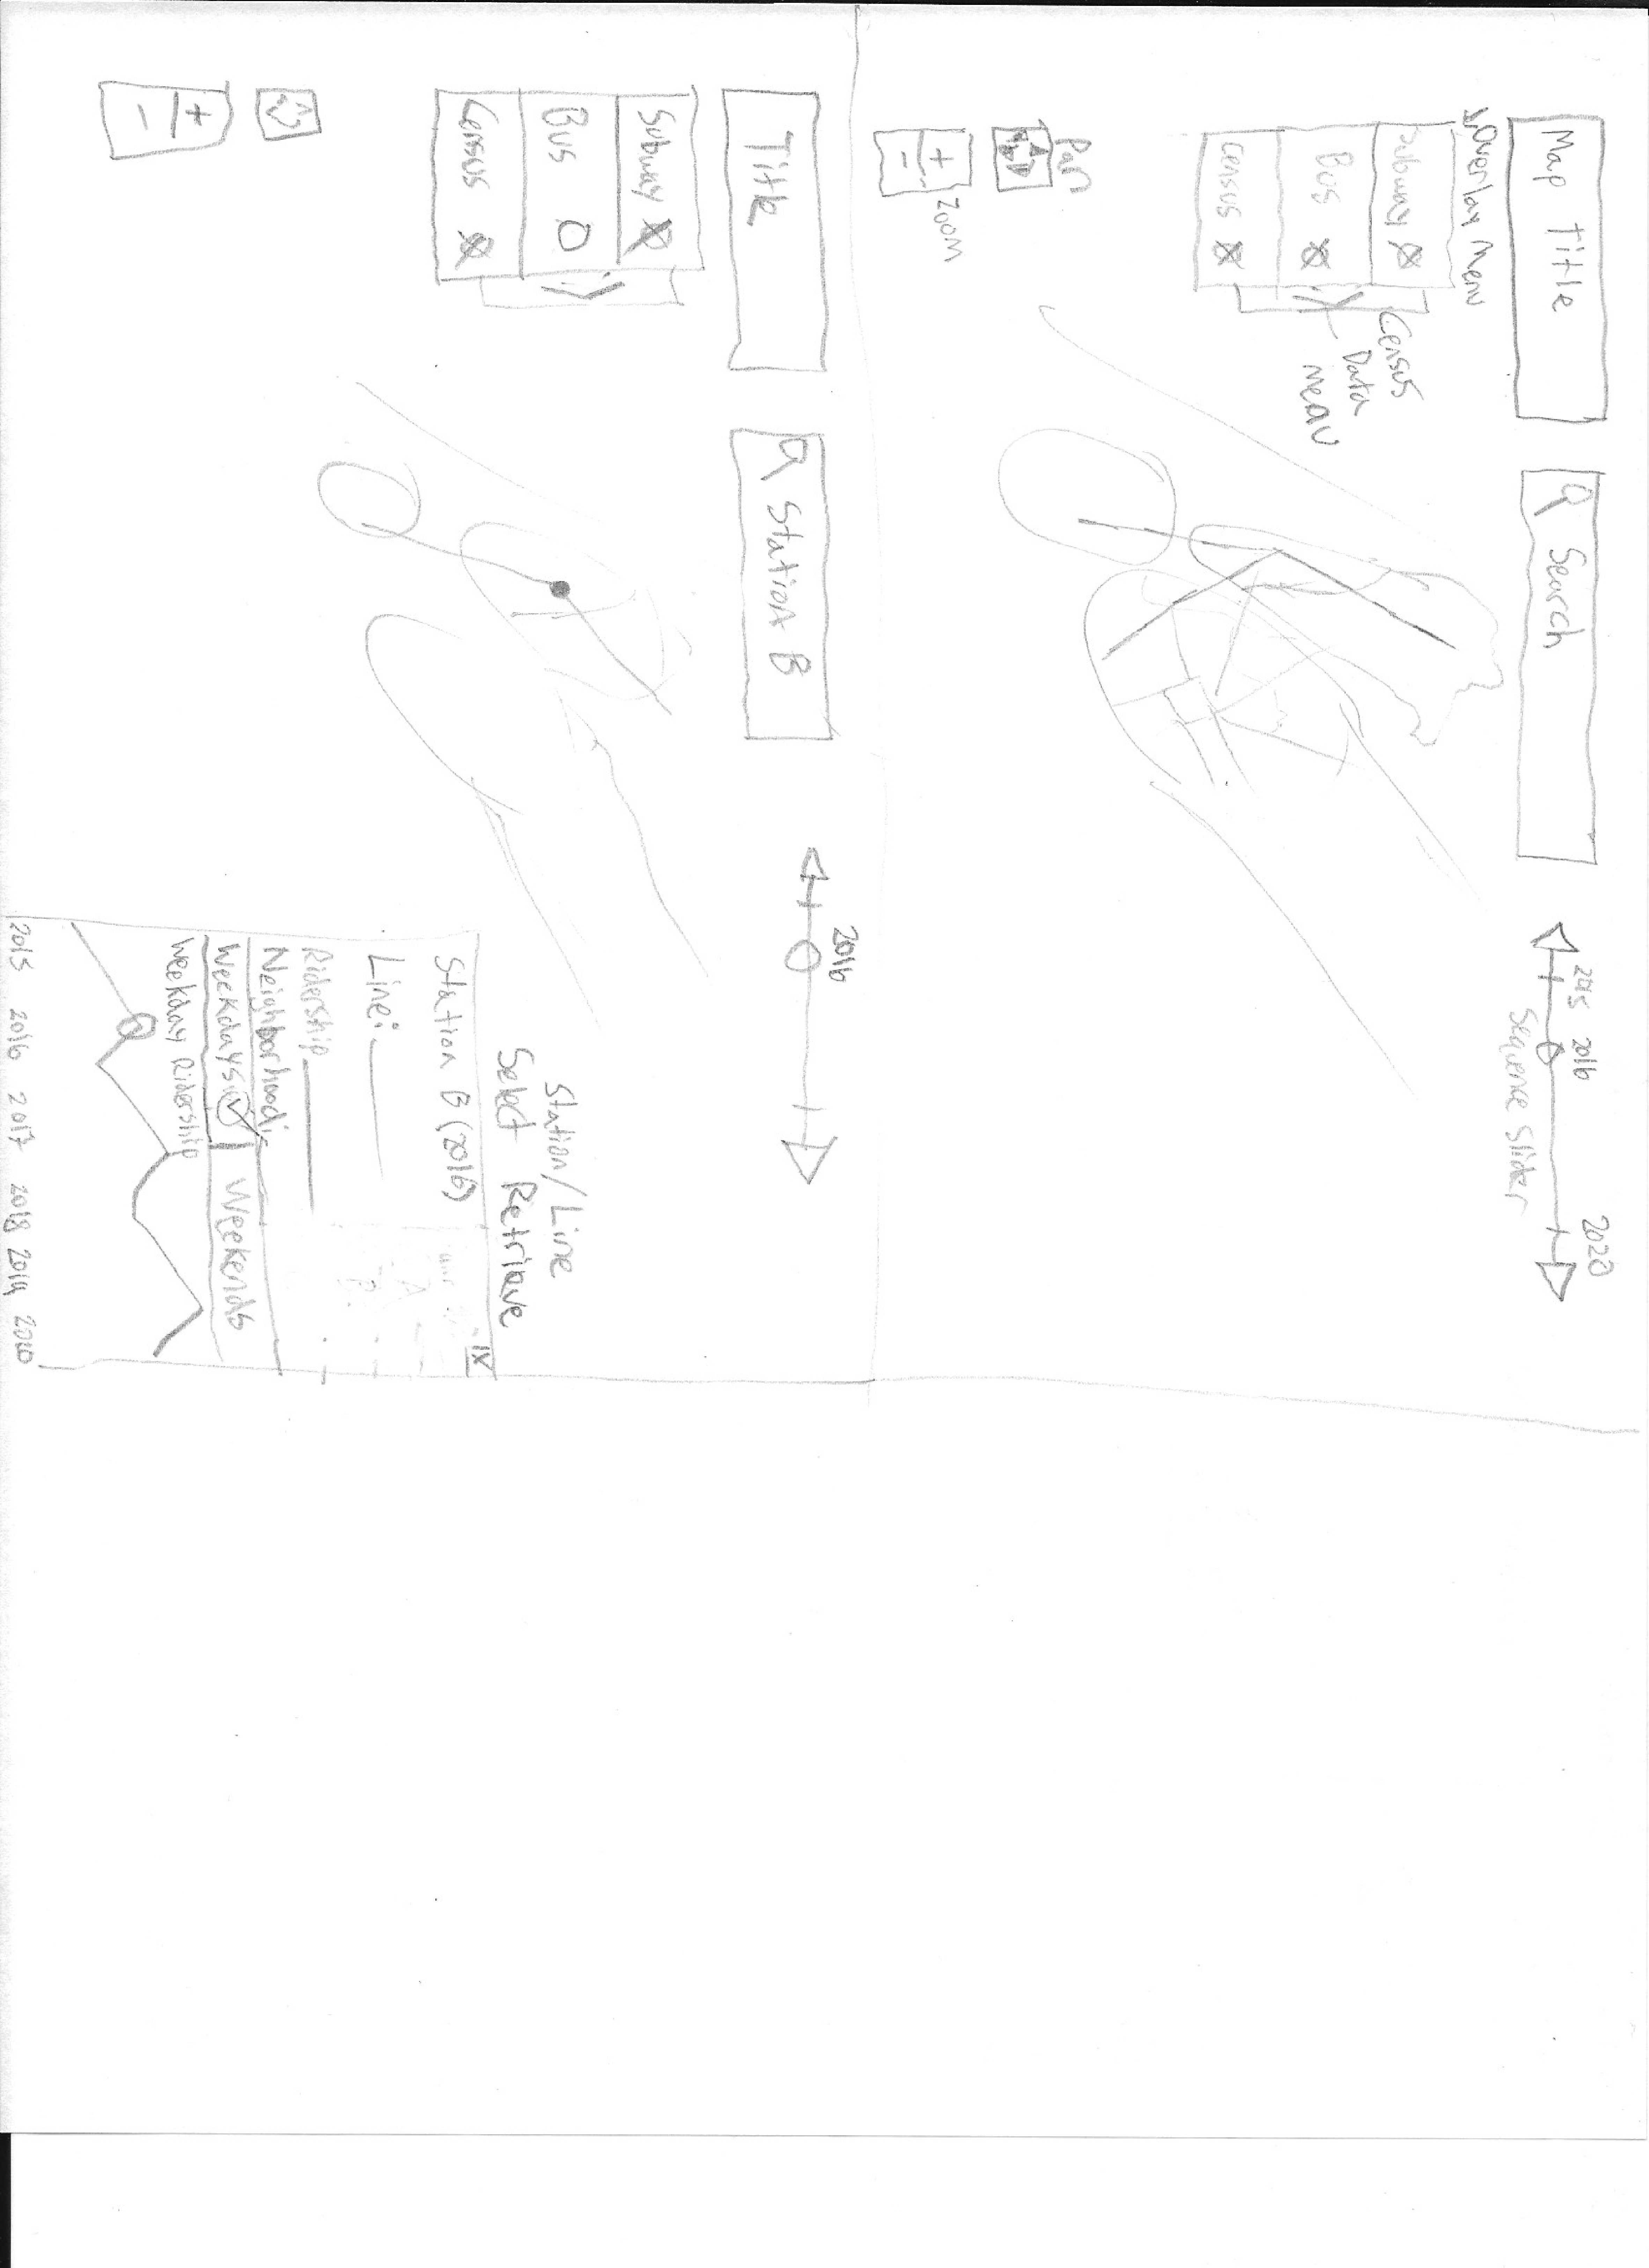 Map Title
Search
2015 2016 2020
Sequence Slider
Overlay Menu
Subway
Bus
Census
Census
Data
Menu
Pan
+ Zoom
-
2016
Title
Station B
Subway
Bus
Census
+
-
Station/Line
Select Retrieve
X
Station B (2016)
A
B
Line:
Ridership
Neighborhood:
Weekdays Weekends
Weekday Ridership
2015 2016 2017 2018 2019 2020